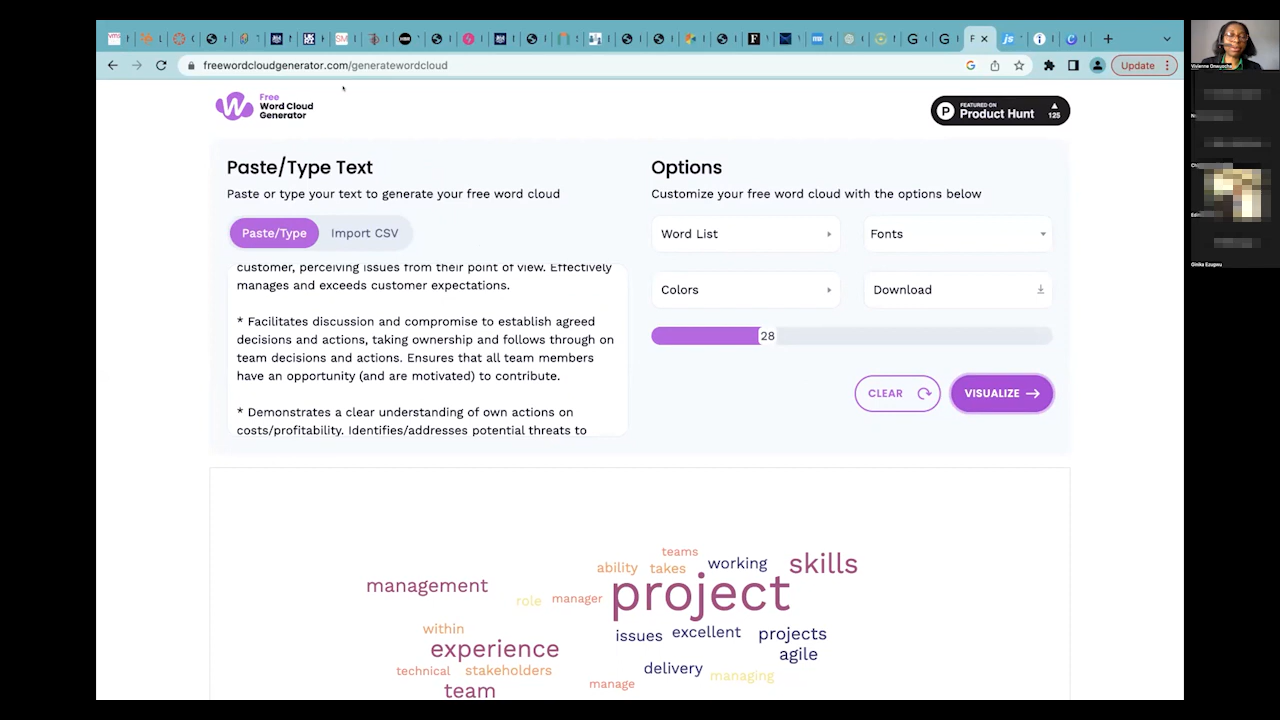 freewordcloudgenerator.com/generatewordcloud
Update
Free
Word Cloud
Generator
FEATURED ON
Product Hunt
125
Paste/Type Text
Paste or type your text to generate your free word cloud
Paste/Type
Import CSV
customer, perceiving issues from their point of view. Effectively
manages and exceeds customer expectations.
* Facilitates discussion and compromise to establish agreed
decisions and actions, taking ownership and follows through on
team decisions and actions. Ensures that all team members
have an opportunity (and are motivated) to contribute.
* Demonstrates a clear understanding of own actions on
costs/profitability. Identifies/addresses potential threats to
Options
Customize your free word cloud with the options below
Word List
Fonts
Colors
Download
28
CLEAR
VISUALIZE
teams
ability
takes
working
skills
management
role
manager
project
within
issues
excellent
projects
experience
agile
technical
stakeholders
delivery
managing
team
manage